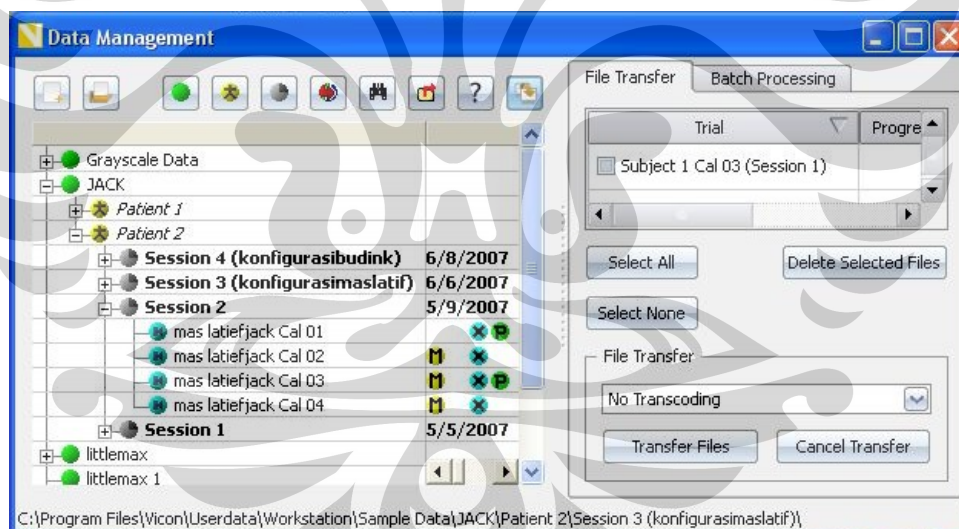 Data Management
File Transfer Batch Processing
Trial Progre
Subject 1 Cal 03 (Session 1)
Select All Delete Selected Files
Select None
File Transfer
No Transcoding
Transfer Files Cancel Transfer
Grayscale Data
JACK
Patient 1
Patient 2
Session 4 (konfigurasibudink) 6/8/2007
Session 3 (konfigurasimaslatif) 6/6/2007
Session 2 5/9/2007
mas latiefjack Cal 01 X P
mas latiefjack Cal 02 M X
mas latiefjack Cal 03 M X P
mas latiefjack Cal 04 M X
Session 1 5/5/2007
littlemax
littlemax 1
C:\Program Files\Vicon\Userdata\Workstation\Sample Data\JACK\Patient 2\Session 3 (konfigurasimaslatif)\